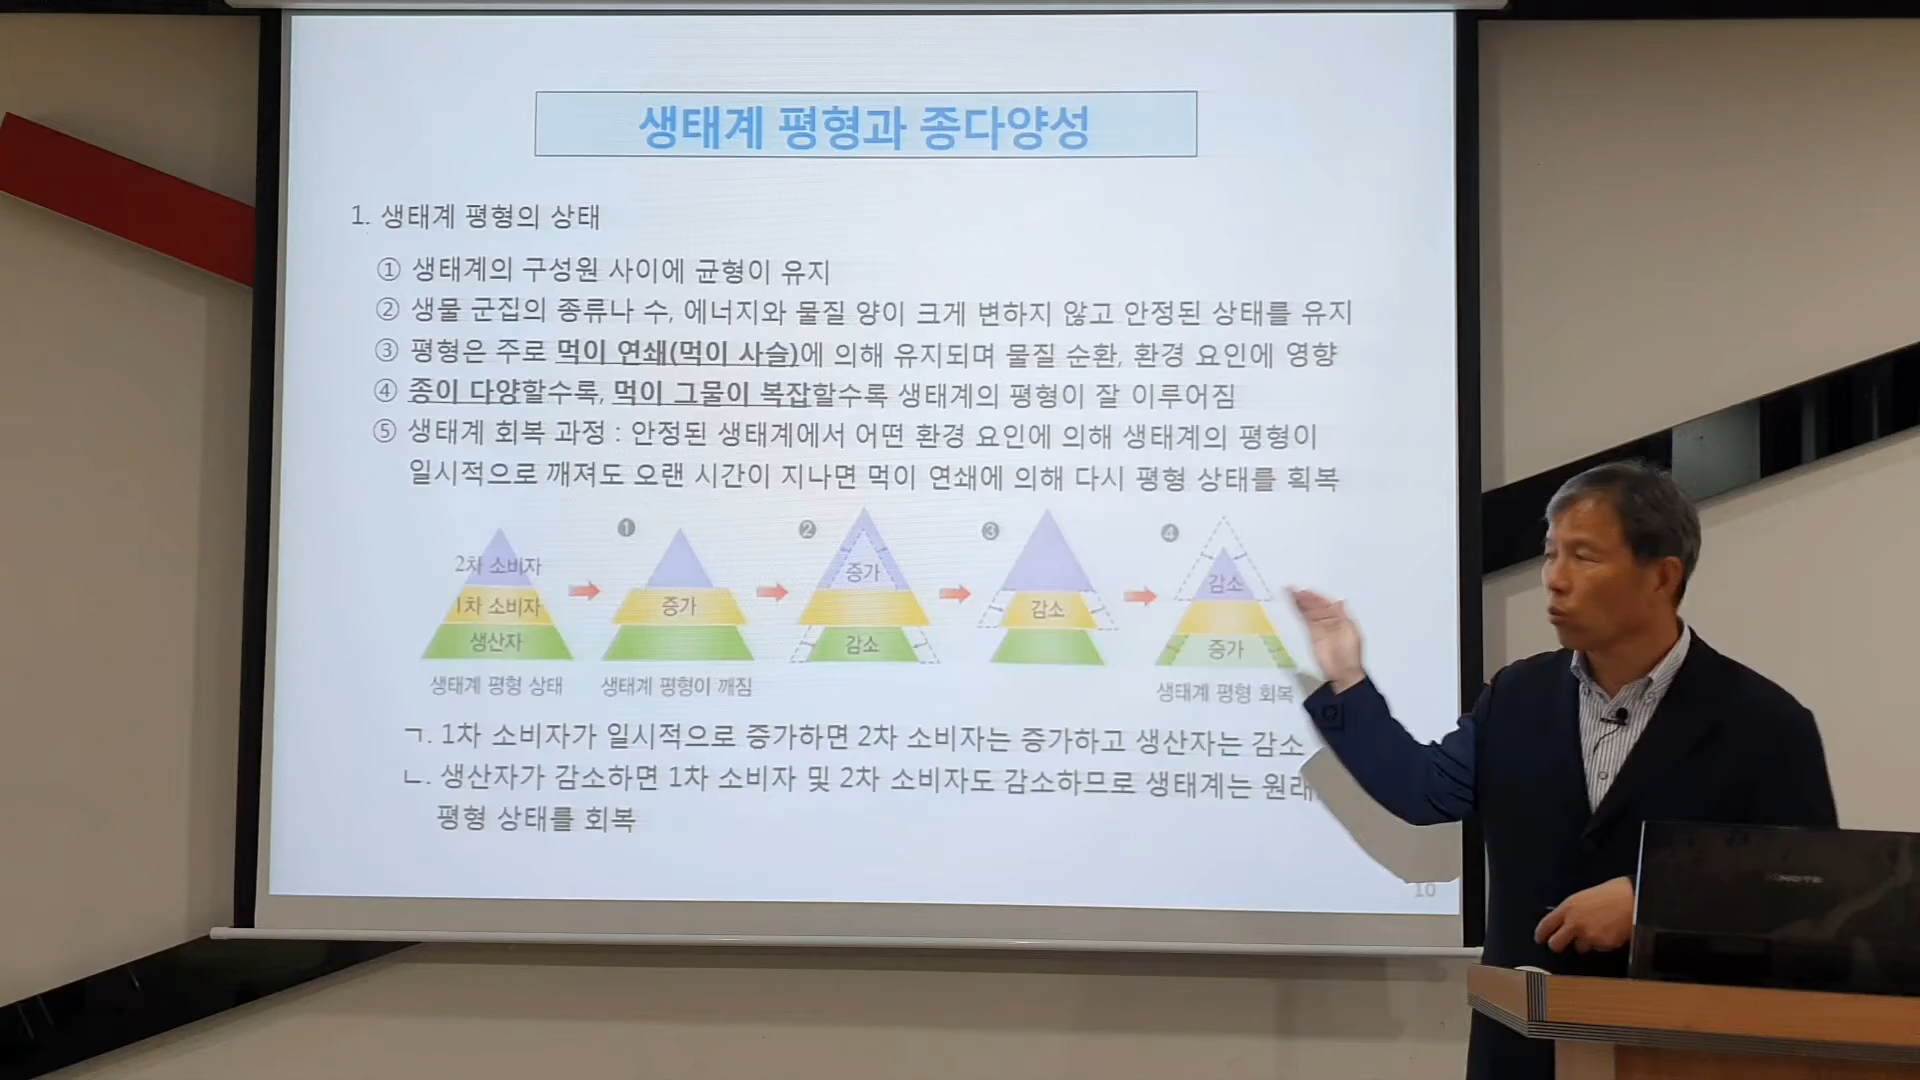 생태계 평형과 종다양성
1. 생태계 평형의 상태
① 생태계의 구성원 사이에 균형이 유지
② 생물 군집의 종류나 수, 에너지와 물질 양이 크게 변하지 않고 안정된 상태를 유지
③ 평형은 주로 먹이 연쇄(먹이 사슬)에 의해 유지되며 물질 순환, 환경 요인에 영향
④ 종이 다양할수록, 먹이 그물이 복잡할수록 생태계의 평형이 잘 이루어짐
⑤ 생태계 회복 과정 : 안정된 생태계에서 어떤 환경 요인에 의해 생태계의 평형이
일시적으로 깨져도 오랜 시간이 지나면 먹이 연쇄에 의해 다시 평형 상태를 회복
2차 소비자
1차 소비자
생산자
생태계 평형 상태
❶
증가
생태계 평형이 깨짐
❷
증가
감소
❸
감소
❹
감소
증가
생태계 평형 회복
ㄱ. 1차 소비자가 일시적으로 증가하면 2차 소비자는 증가하고 생산자는 감소
ㄴ. 생산자가 감소하면 1차 소비자 및 2차 소비자도 감소하므로 생태계는 원래
평형 상태를 회복
10